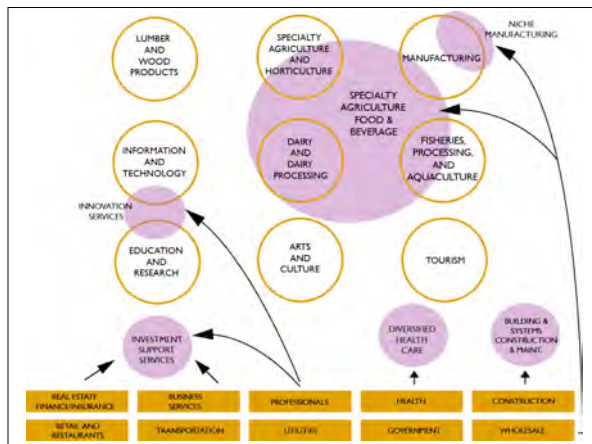 LUMBER
AND
WOOD
PRODUCTS
SPECIALTY
AGRICULTURE
AND
HORTICULTURE
MANUFACTURING
NICHE
MANUFACTURING
SPECIALTY
AGRICULTURE
FOOD &
BEVERAGE
INFORMATION
AND
TECHNOLOGY
DAIRY
AND
DAIRY
PROCESSING
FISHERIES,
PROCESSING,
AND
AQUACULTURE
INNOVATION
SERVICES
EDUCATION
AND
RESEARCH
ARTS
AND
CULTURE
TOURISM
INVESTMENT
SUPPORT
SERVICES
DIVERSIFIED
HEALTH
CARE
BUILDING &
SYSTEMS
CONSTRUCTION
& MAINT.
REAL ESTATE
FINANCE/INSURANCE
BUSINESS
SERVICES
PROFESSIONALS
HEALTH
CONSTRUCTION
RETAIL AND
RESTAURANTS
TRANSPORTATION
UTILITIES
GOVERNMENT
WHOLESALE